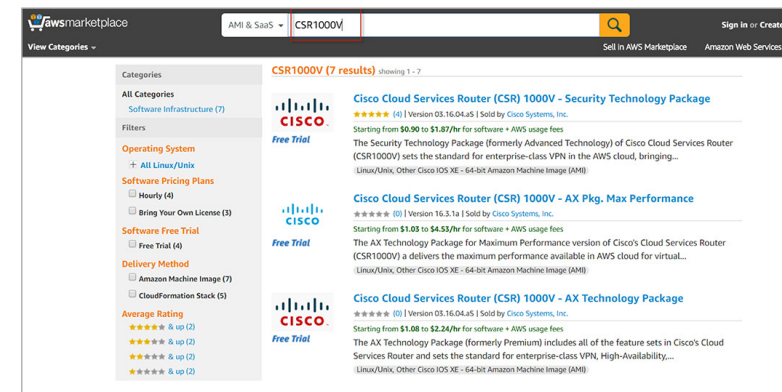 awsmarketplace
AMI & SaaS
CSR1000V
Sign in or Create
View Categories
Sell in AWS Marketplace
Amazon Web Services
Categories
All Categories
Software Infrastructure (7)
Filters
Operating System
+ All Linux/Unix
Software Pricing Plans
Hourly (4)
Bring Your Own License (3)
Software Free Trial
Free Trial (4)
Delivery Method
Amazon Machine Image (7)
CloudFormation Stack (5)
Average Rating
& up (2)
& up (2)
& up (2)
& up (2)
CSR1000V (7 results) showing 1 - 7
CISCO.
Free Trial
Cisco Cloud Services Router (CSR) 1000V - Security Technology Package
(4) | Version 03.16.04.aS | Sold by Cisco Systems, Inc.
Starting from $0.90 to $1.87/hr for software + AWS usage fees
The Security Technology Package (formerly Advanced Technology) of Cisco Cloud Services Router
(CSR1000V) sets the standard for enterprise-class VPN in the AWS cloud, bringing...
Linux/Unix, Other Cisco IOS XE - 64-bit Amazon Machine Image (AMI)
CISCO
Free Trial
Cisco Cloud Services Router (CSR) 1000V - AX Pkg. Max Performance
(0) | Version 16.3.1a | Sold by Cisco Systems, Inc.
Starting from $1.03 to $4.53/hr for software + AWS usage fees
The AX Technology Package for Maximum Performance version of Cisco's Cloud Services Router
(CSR1000V) a delivers the maximum performance available in AWS cloud for virtual...
Linux/Unix, Other Cisco IOS XE - 64-bit Amazon Machine Image (AMI)
CISCO.
Free Trial
Cisco Cloud Services Router (CSR) 1000V - AX Technology Package
(0) | Version 03.16.04.aS | Sold by Cisco Systems, Inc.
Starting from $1.08 to $2.24/hr for software + AWS usage fees
The AX Technology Package (formerly Premium) includes all of the feature sets in Cisco's Cloud
Services Router and sets the standard for enterprise-class VPN, High-Availability,...
Linux/Unix, Other Cisco IOS XE - 64-bit Amazon Machine Image (AMI)